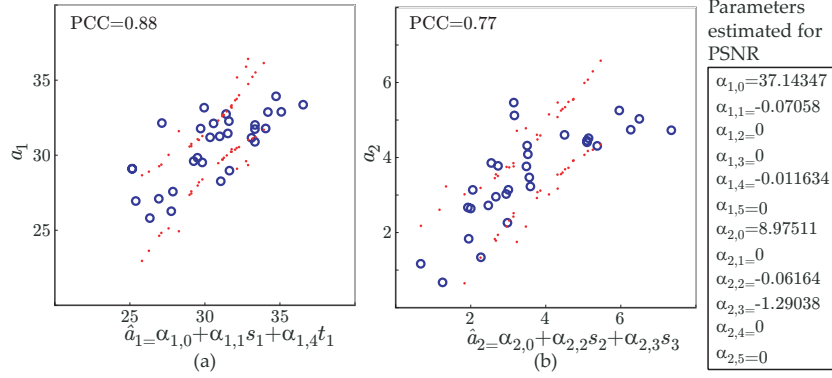 PCC=0.88
35
30
25
a₁
25 30 35
â₁₌α₁,₀+α₁,₁s₁+α₁,₄t₁
(a)
PCC=0.77
6
4
2
a₂
2 4 6
â₂₌α₂,₀+α₂,₂s₂+α₂,₃s₃
(b)
Parameters
estimated for
PSNR
α₁,₀=37.14347
α₁,₁₌-0.07058
α₁,₂₌0
α₁,₃₌0
α₁,₄₌-0.011634
α₁,₅₌0
α₂,₀=8.97511
α₂,₁₌0
α₂,₂₌-0.06164
α₂,₃₌-1.29038
α₂,₄₌0
α₂,₅₌0